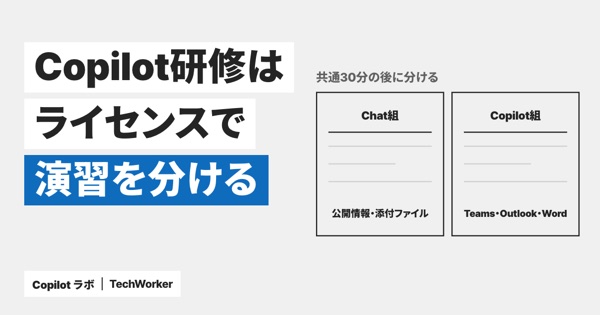 Copilot研修は
ライセンスで
演習を分ける
共通30分の後に分ける
Chat組
公開情報・添付ファイル
Copilot組
Teams・Outlook・Word
Copilot ラボ | TechWorker